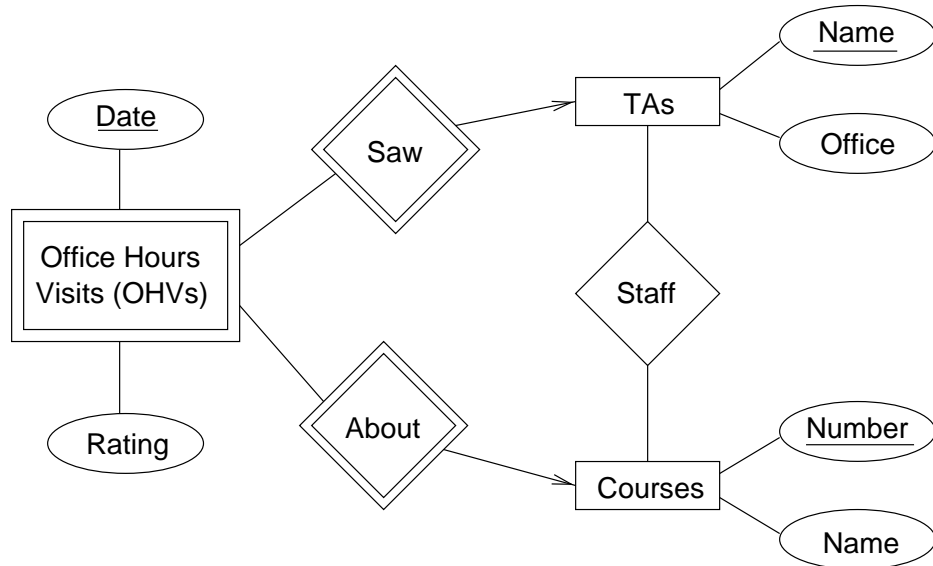 Name
Date
TAs
Saw
Office
Office Hours
Visits (OHVs)
Staff
About
Number
Rating
Courses
Name